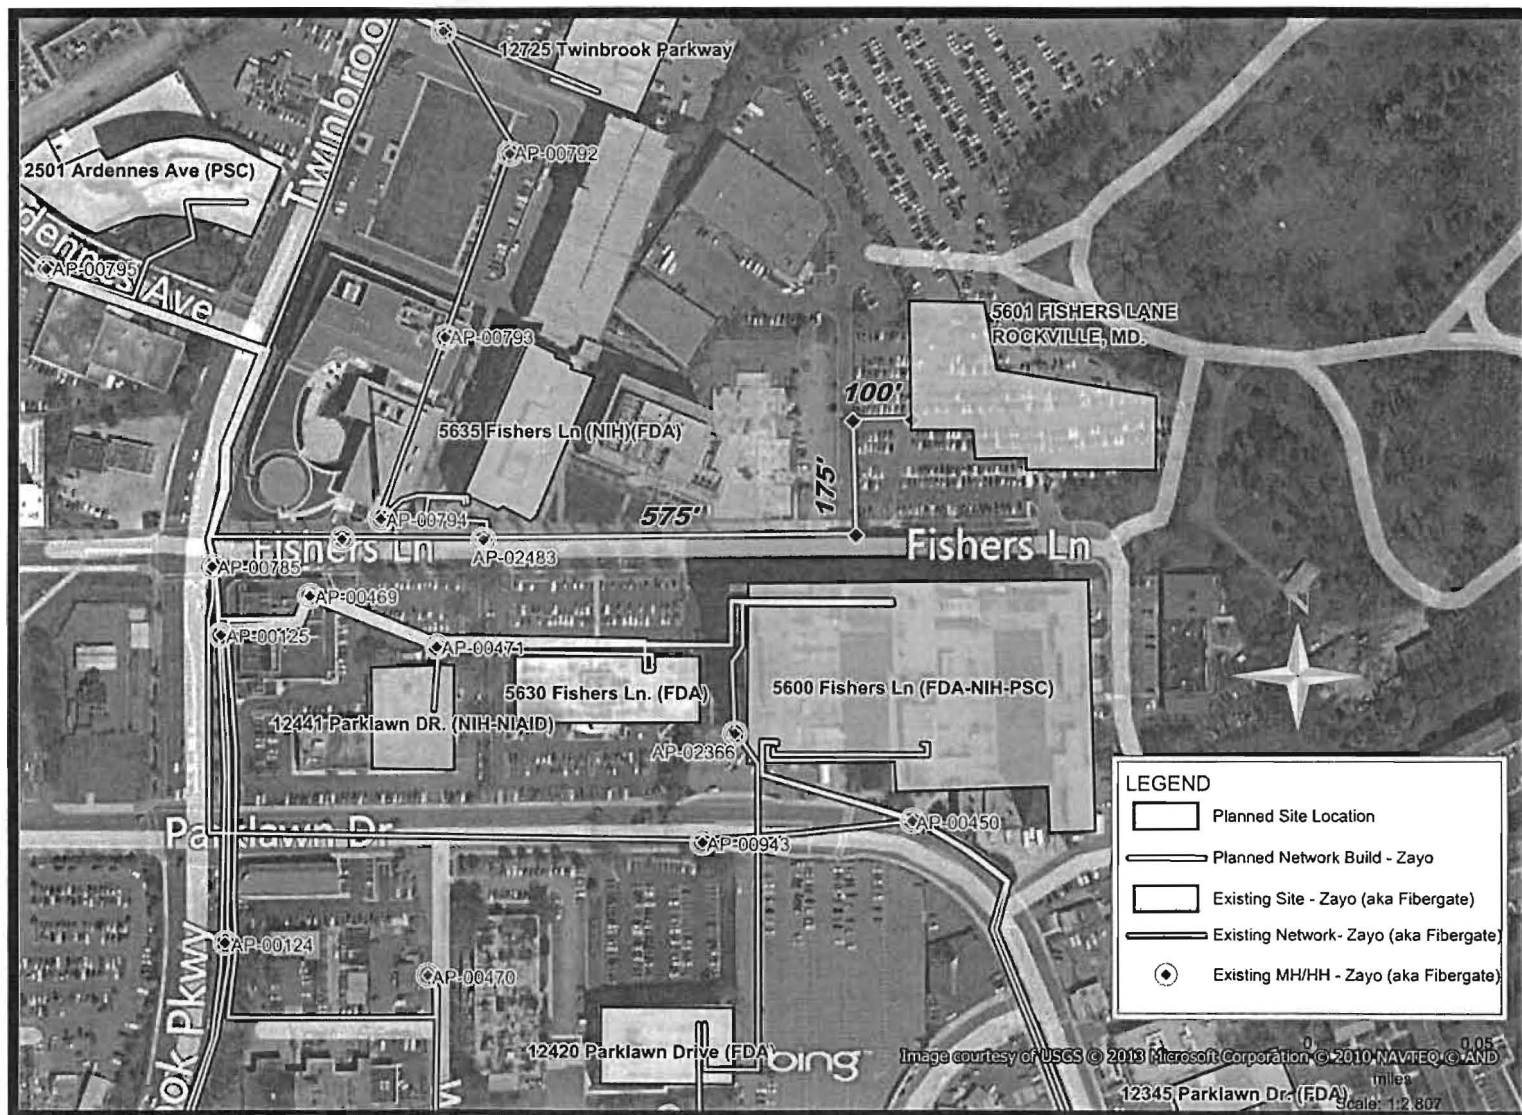 12725 Twinbrook Parkway
Twinbroo
AP-00792
2501 Ardennes Ave (PSC)
dennes Ave
AP-00795
AP-00793
5601 FISHERS LANE
ROCKVILLE, MD.
100'
5635 Fishers Ln (NIH)(FDA)
175'
575'
AP-00794
Fishers Ln
AP-02483
Fishers Ln
AP-00785
AP-00469
AP-00125
AP-00471
5630 Fishers Ln. (FDA)
5600 Fishers Ln (FDA-NIH-PSC)
12441 Parklawn DR. (NIH-NIAID)
AP-02366
N
LEGEND
Planned Site Location
Planned Network Build - Zayo
Existing Site - Zayo (aka Fibergate)
Existing Network- Zayo (aka Fibergate)
Existing MH/HH - Zayo (aka Fibergate)
Parklawn Dr
AP-00450
AP-00943
AP-00124
AP-00470
ook Pkwy
12420 Parklawn Drive (FDA)
bing
Image courtesy of USGS © 2013 Microsoft Corporation © 2010 NAVTEQ © AND
0 0.05
miles
12345 Parklawn Dr. (FDA)
Scale: 1:2,807